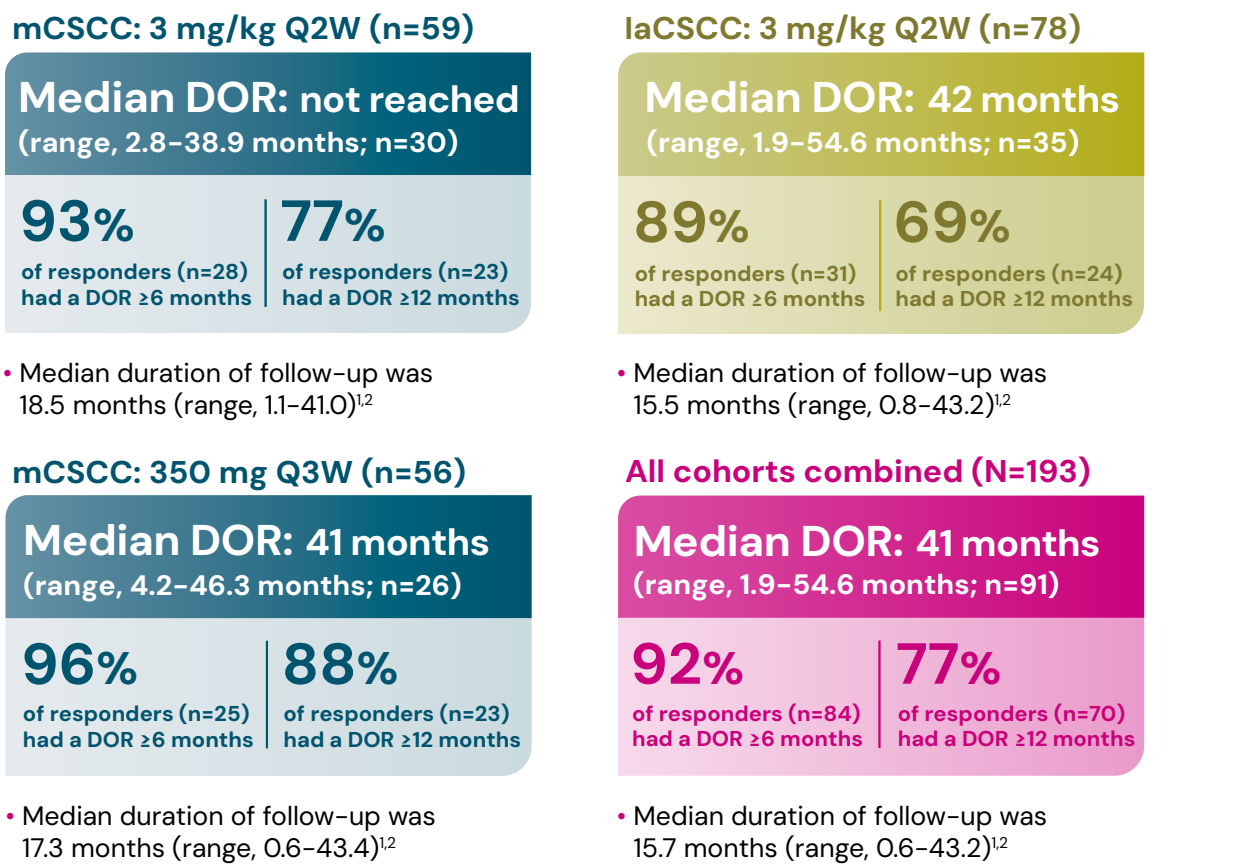 mCSCC: 3 mg/kg Q2W (n=59)
Median DOR: not reached
(range, 2.8-38.9 months; n=30)
93%
of responders (n=28)
had a DOR ≥6 months
77%
of responders (n=23)
had a DOR ≥12 months
• Median duration of follow-up was
18.5 months (range, 1.1-41.0)1,2
laCSCC: 3 mg/kg Q2W (n=78)
Median DOR: 42 months
(range, 1.9-54.6 months; n=35)
89%
of responders (n=31)
had a DOR ≥6 months
69%
of responders (n=24)
had a DOR ≥12 months
• Median duration of follow-up was
15.5 months (range, 0.8-43.2)1,2
mCSCC: 350 mg Q3W (n=56)
Median DOR: 41 months
(range, 4.2-46.3 months; n=26)
96%
of responders (n=25)
had a DOR ≥6 months
88%
of responders (n=23)
had a DOR ≥12 months
• Median duration of follow-up was
17.3 months (range, 0.6-43.4)1,2
All cohorts combined (N=193)
Median DOR: 41 months
(range, 1.9-54.6 months; n=91)
92%
of responders (n=84)
had a DOR ≥6 months
77%
of responders (n=70)
had a DOR ≥12 months
• Median duration of follow-up was
15.7 months (range, 0.6-43.2)1,2